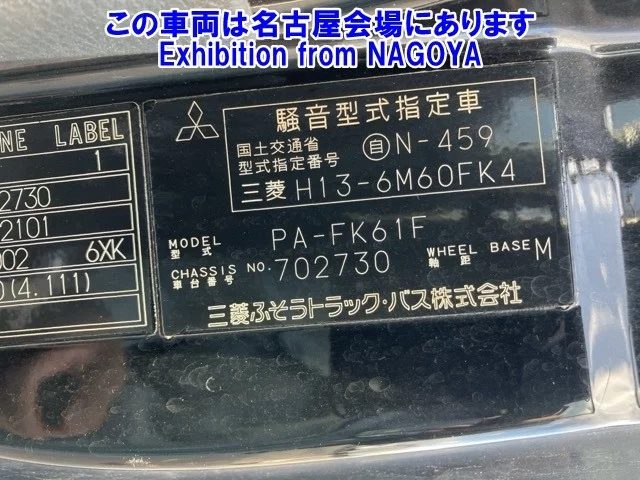 この車両は名古屋会場にあります
Exhibition from NAGOYA
NE LABEL
1
2730
2101
002 6XK
(4.111)
騒音型式指定車
国土交通省
型式指定番号 自N-459
三菱 H13-6M60FK4
MODEL
型式 PA-FK61F
CHASSIS NO.
車台番号 702730
WHEEL BASE
軸距 M
三菱ふそうトラック・バス株式会社